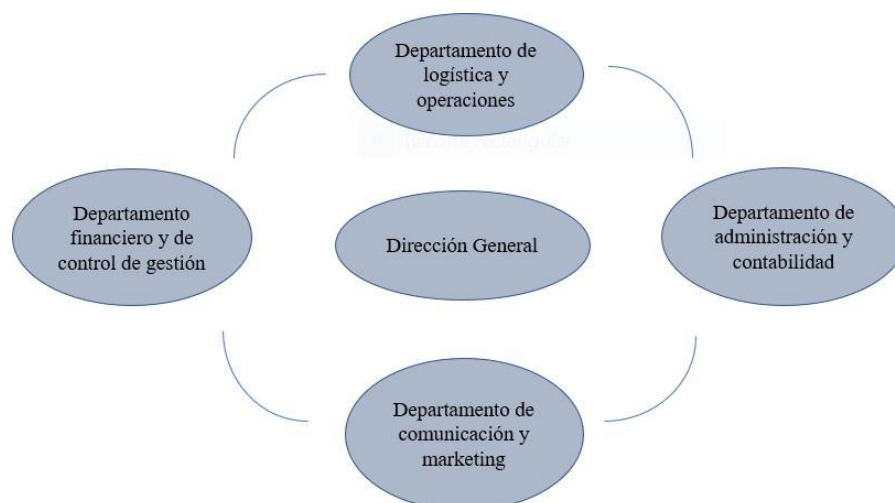 Departamento de
logística y
operaciones
Departamento
financiero y de
control de gestión
Dirección General
Departamento de
administración y
contabilidad
Departamento de
comunicación y
marketing